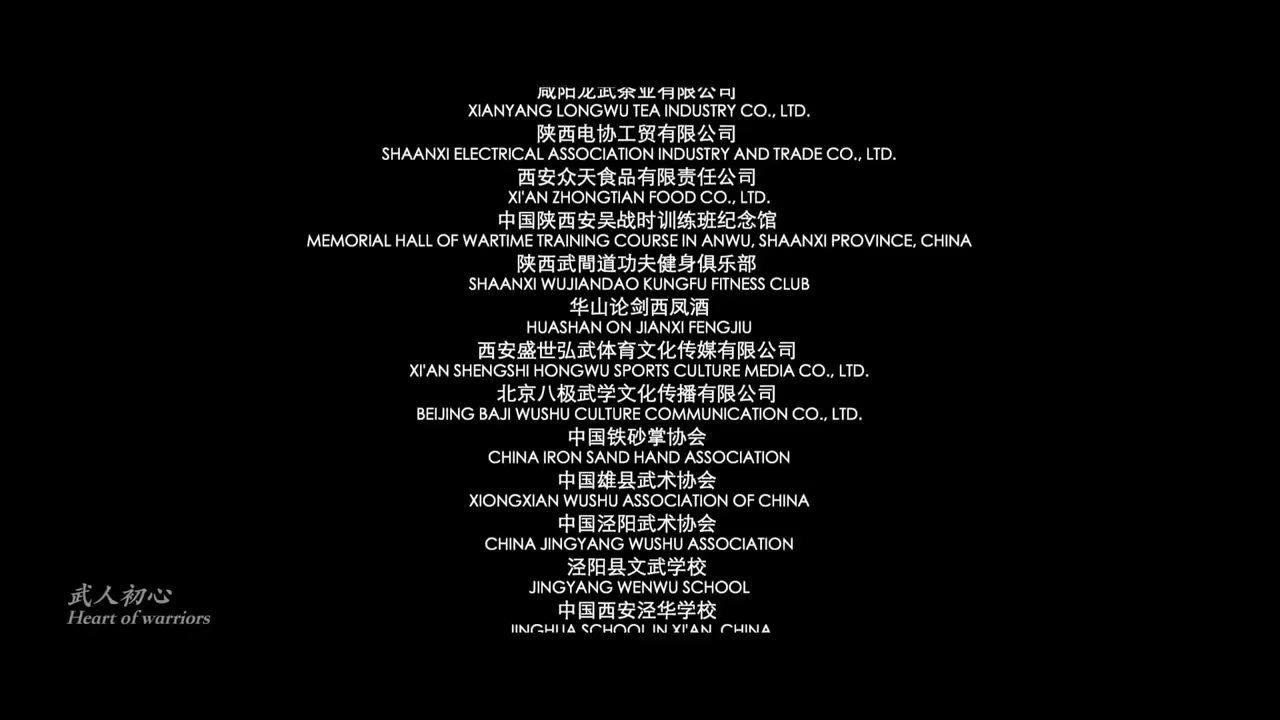 咸阳龙武茶业有限公司
XIANYANG LONGWU TEA INDUSTRY CO., LTD.
陕西电协工贸有限公司
SHAANXI ELECTRICAL ASSOCIATION INDUSTRY AND TRADE CO., LTD.
西安众天食品有限责任公司
XI'AN ZHONGTIAN FOOD CO., LTD.
中国陕西安吴战时训练班纪念馆
MEMORIAL HALL OF WARTIME TRAINING COURSE IN ANWU, SHAANXI PROVINCE, CHINA
陕西武間道功夫健身俱乐部
SHAANXI WUJIANDAO KUNGFU FITNESS CLUB
华山论剑西凤酒
HUASHAN ON JIANXI FENGJIU
西安盛世弘武体育文化传媒有限公司
XI'AN SHENGSHI HONGWU SPORTS CULTURE MEDIA CO., LTD.
北京八极武学文化传播有限公司
BEIJING BAJI WUSHU CULTURE COMMUNICATION CO., LTD.
中国铁砂掌协会
CHINA IRON SAND HAND ASSOCIATION
中国雄县武术协会
XIONGXIAN WUSHU ASSOCIATION OF CHINA
中国泾阳武术协会
CHINA JINGYANG WUSHU ASSOCIATION
泾阳县文武学校
JINGYANG WENWU SCHOOL
中国西安泾华学校
JINGHUA SCHOOL IN XI'AN, CHINA
武人初心
Heart of warriors